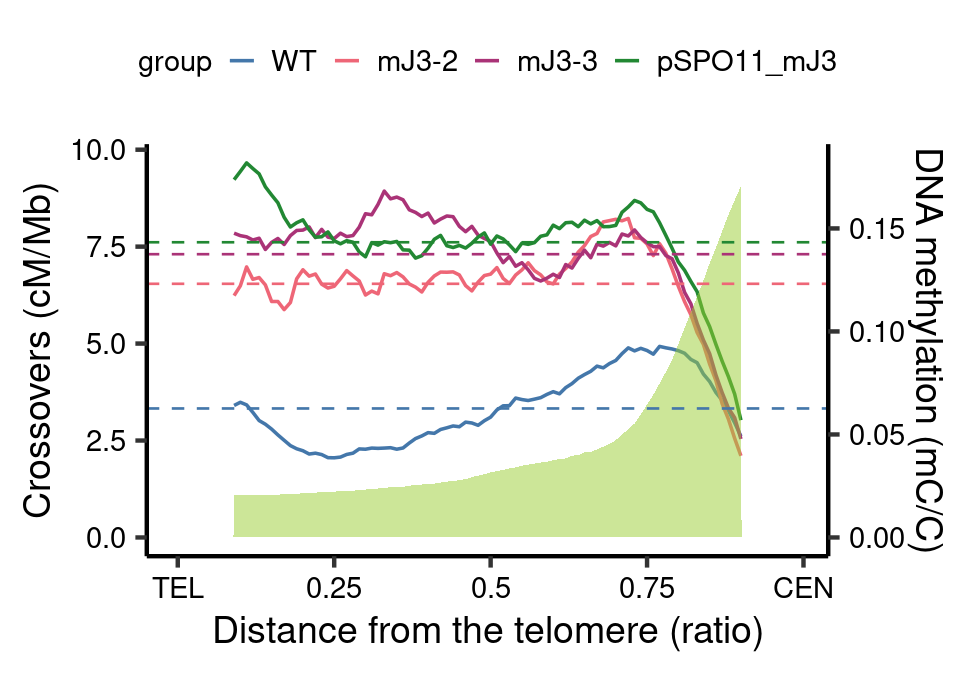 group WT mJ3-2 mJ3-3 pSPO11_mJ3
10.0
7.5
5.0
2.5
0.0
Crossovers (cM/Mb)
0.15
0.10
0.05
0.00
DNA methylation (mC/C)
TEL 0.25 0.5 0.75 CEN
Distance from the telomere (ratio)